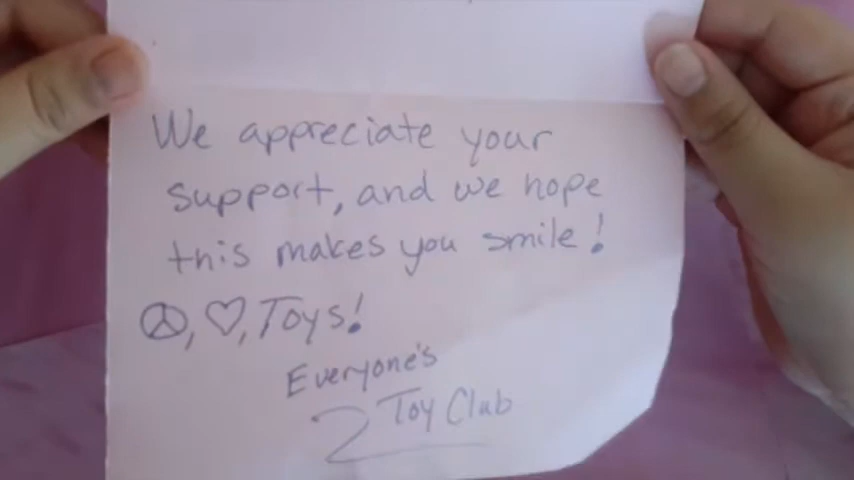 We appreciate your
support, and we hope
this makes you smile!
☮, ♡, Toys!
Everyone's
Toy Club